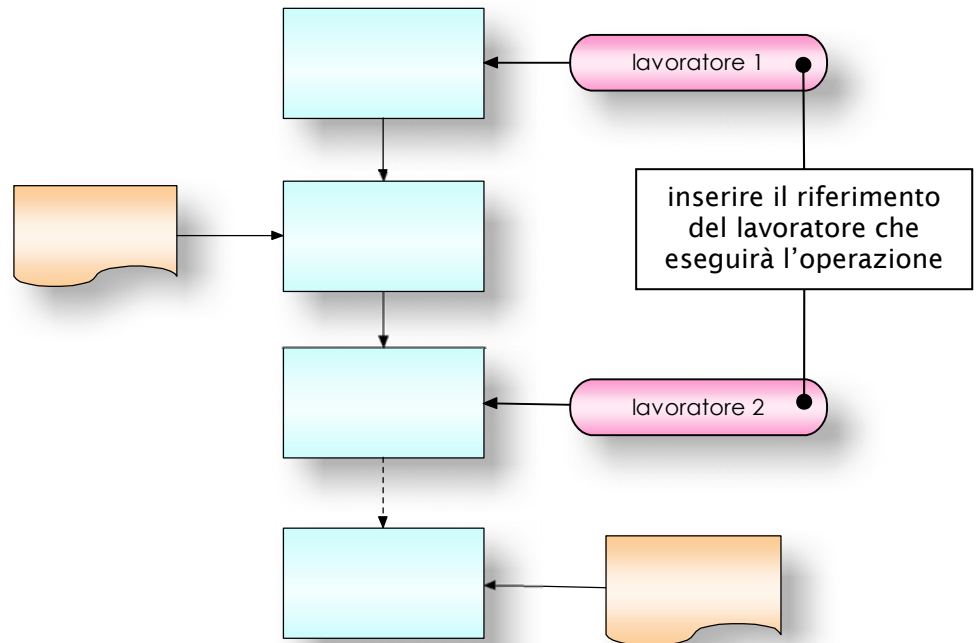 lavoratore 1
inserire il riferimento
del lavoratore che
eseguirà l'operazione
lavoratore 2